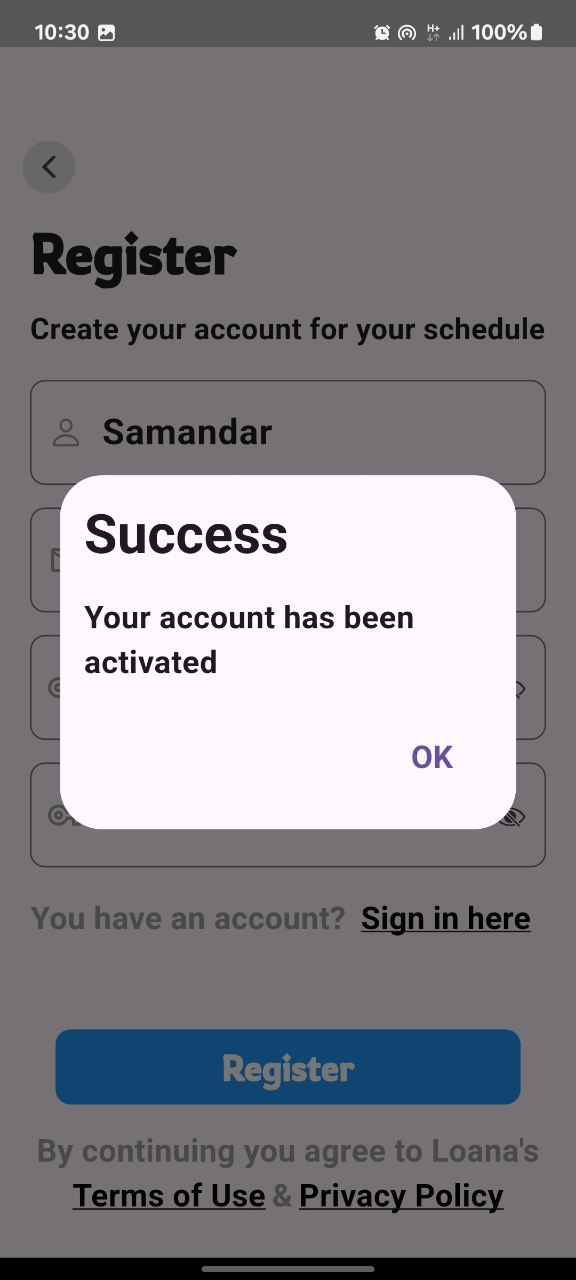 10:30
H+
100%
Register
Create your account for your schedule
Samandar
Success
Your account has been
activated
OK
You have an account? Sign in here
Register
By continuing you agree to Loana's
Terms of Use & Privacy Policy